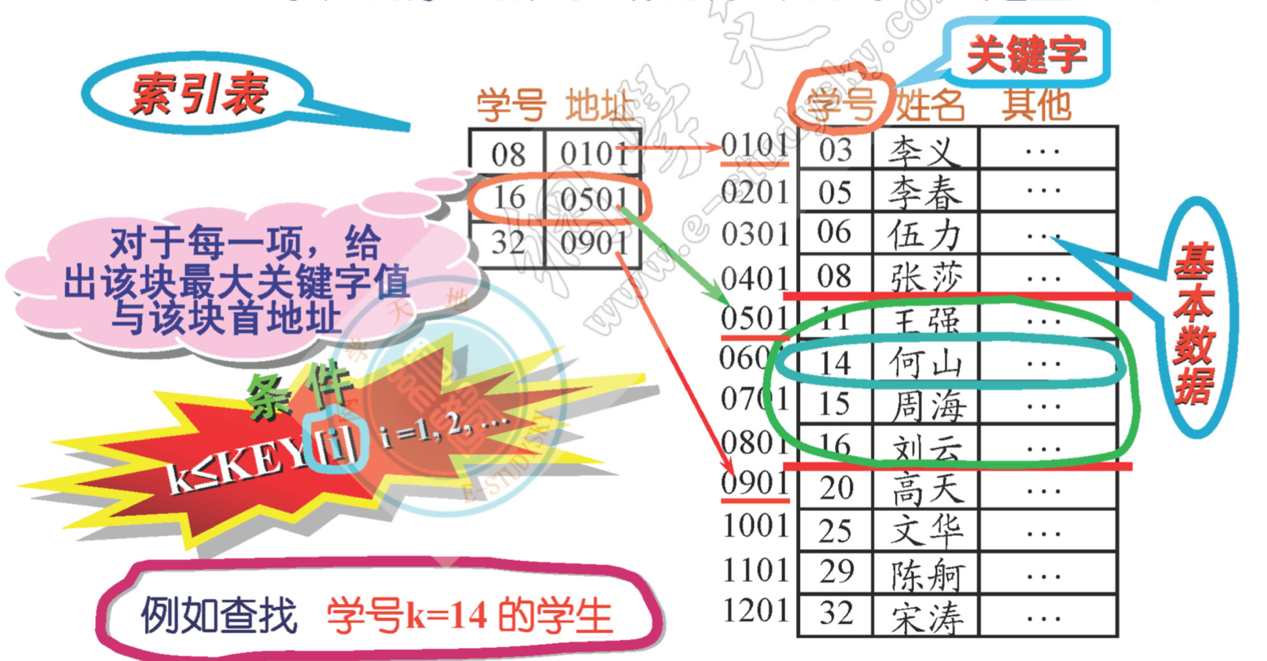 索引表
关键字
学号 地址
08 0101
16 0501
32 0901
学号 姓名 其他
0101 03 李义 …
0201 05 李春 …
0301 06 伍力 …
0401 08 张莎 …
0501 11 王强 …
0601 14 何山 …
0701 15 周海 …
0801 16 刘云 …
0901 20 高天 …
1001 25 文华 …
1101 29 陈舸 …
1201 32 宋涛 …
对于每一项，给
出该块最大关键字值
与该块首地址
基本数据
条件
k≤KEY[i] i=1, 2, …
例如查找 学号k=14 的学生
E-STUDYSKY
www.e-studysky.com